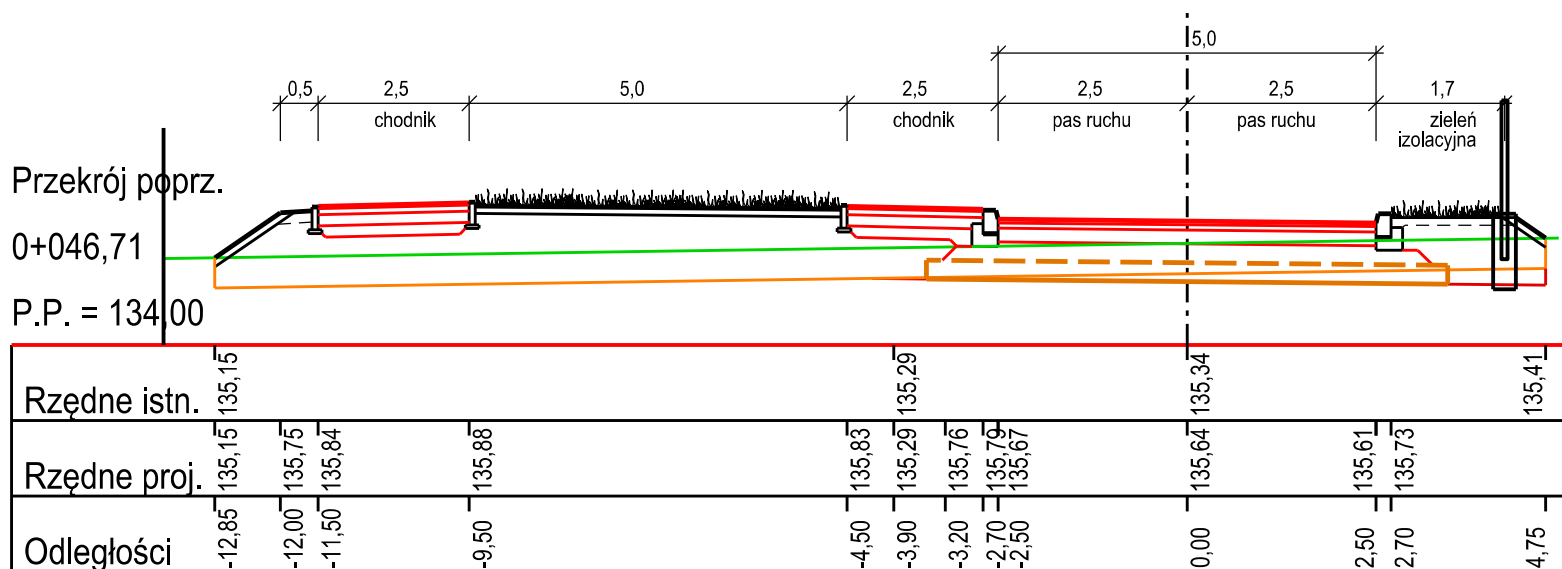 5,0
0,5 2,5 5,0 2,5 2,5 2,5 1,7
chodnik chodnik pas ruchu pas ruchu zieleń
izolacyjna
Przekrój poprz.
0+046,71
P.P. = 134,00
Rzędne istn. 135,15 135,29 135,34 135,41
Rzędne proj. 135,15 135,75 135,84 135,88 135,83 135,29 135,76 135,79 135,67 135,64 135,61 135,73
Odległości -12,85 -12,00 -11,50 -9,50 -4,50 -3,90 -3,20 -2,70 -2,50 0,00 2,50 2,70 4,75